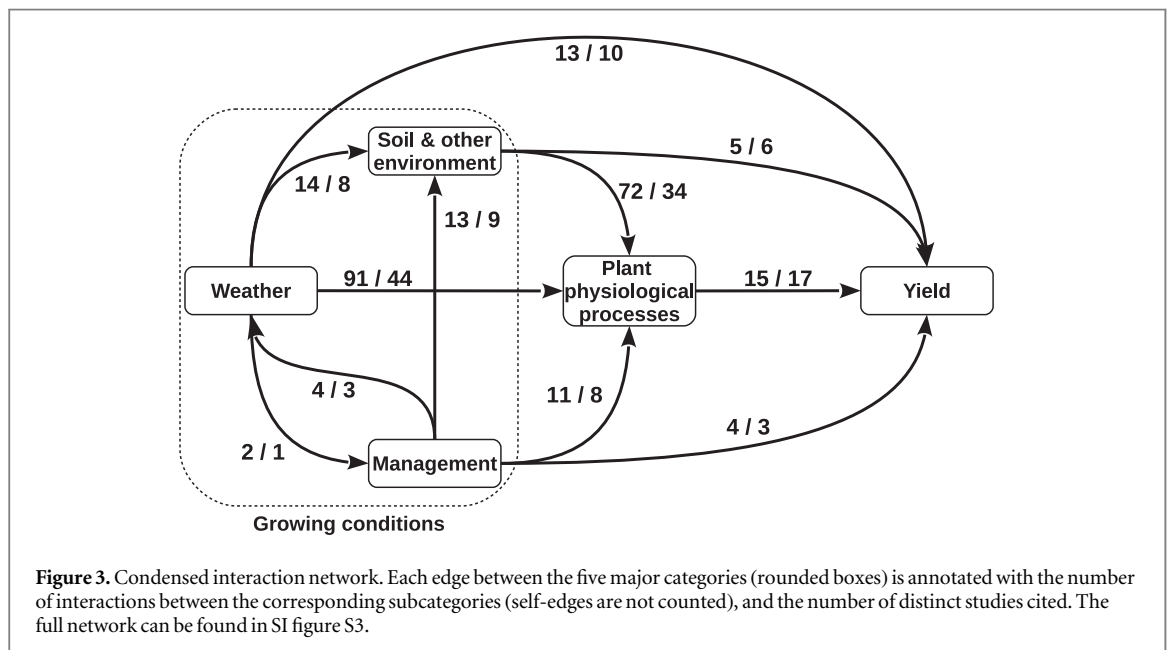 13 / 10
Soil & other
environment
5 / 6
14 / 8
72 / 34
13 / 9
Weather
91 / 44
Plant
physiological
processes
15 / 17
Yield
4 / 3
11 / 8
2 / 1
Management
4 / 3
Growing conditions
Figure 3. Condensed interaction network. Each edge between the five major categories (rounded boxes) is annotated with the number
of interactions between the corresponding subcategories (self-edges are not counted), and the number of distinct studies cited. The
full network can be found in SI figure S3.